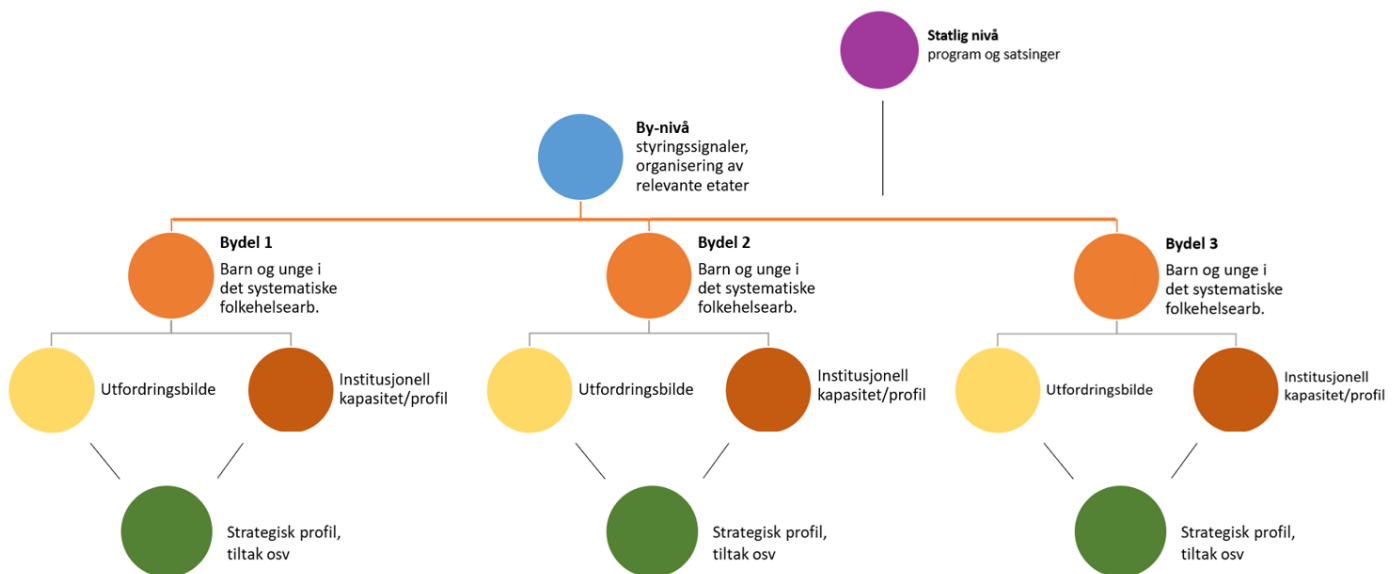 Statlig nivå
program og satsinger
By-nivå
styringssignaler,
organisering av
relevante etater
Bydel 1
Barn og unge i
det systematiske
folkehelsearb.
Bydel 2
Barn og unge i
det systematiske
folkehelsearb.
Bydel 3
Barn og unge i
det systematiske
folkehelsearb.
Utfordringsbilde
Institusjonell
kapasitet/profil
Utfordringsbilde
Institusjonell
kapasitet/profil
Utfordringsbilde
Institusjonell
kapasitet/profil
Strategisk profil,
tiltak osv
Strategisk profil,
tiltak osv
Strategisk profil,
tiltak osv